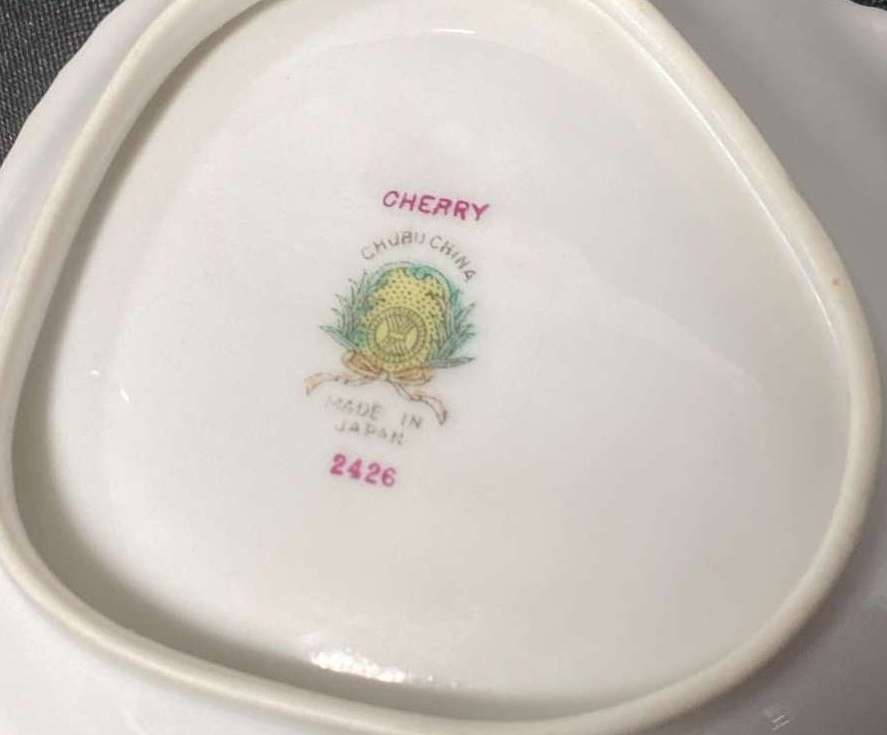 CHERRY
CHUBU CHINA
MADE IN
JAPAN
2426